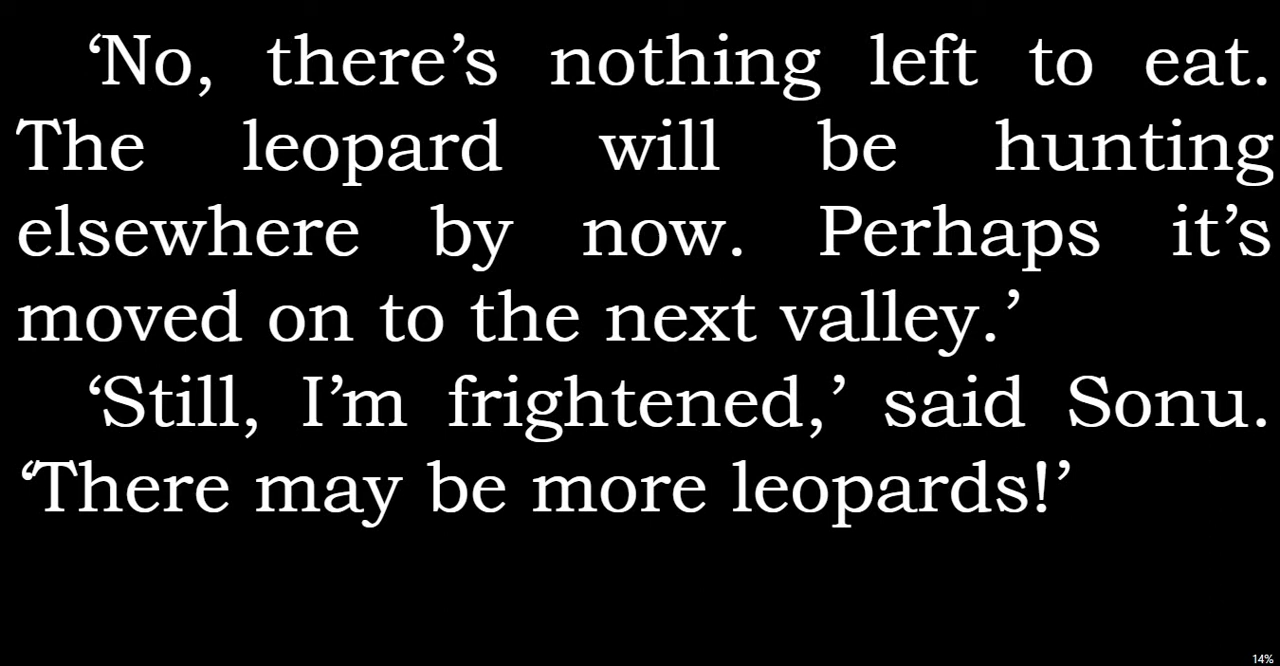 ‘No, there’s nothing left to eat.
The leopard will be hunting
elsewhere by now. Perhaps it’s
moved on to the next valley.’
‘Still, I’m frightened,’ said Sonu.
‘There may be more leopards!’
14%